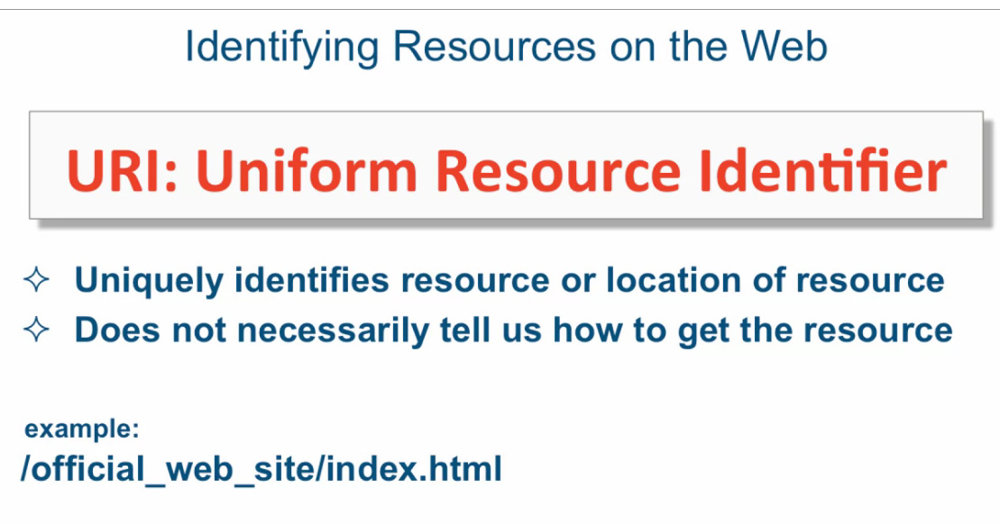 Identifying Resources on the Web
URI: Uniform Resource Identifier
✧ Uniquely identifies resource or location of resource
✧ Does not necessarily tell us how to get the resource
example:
/official_web_site/index.html